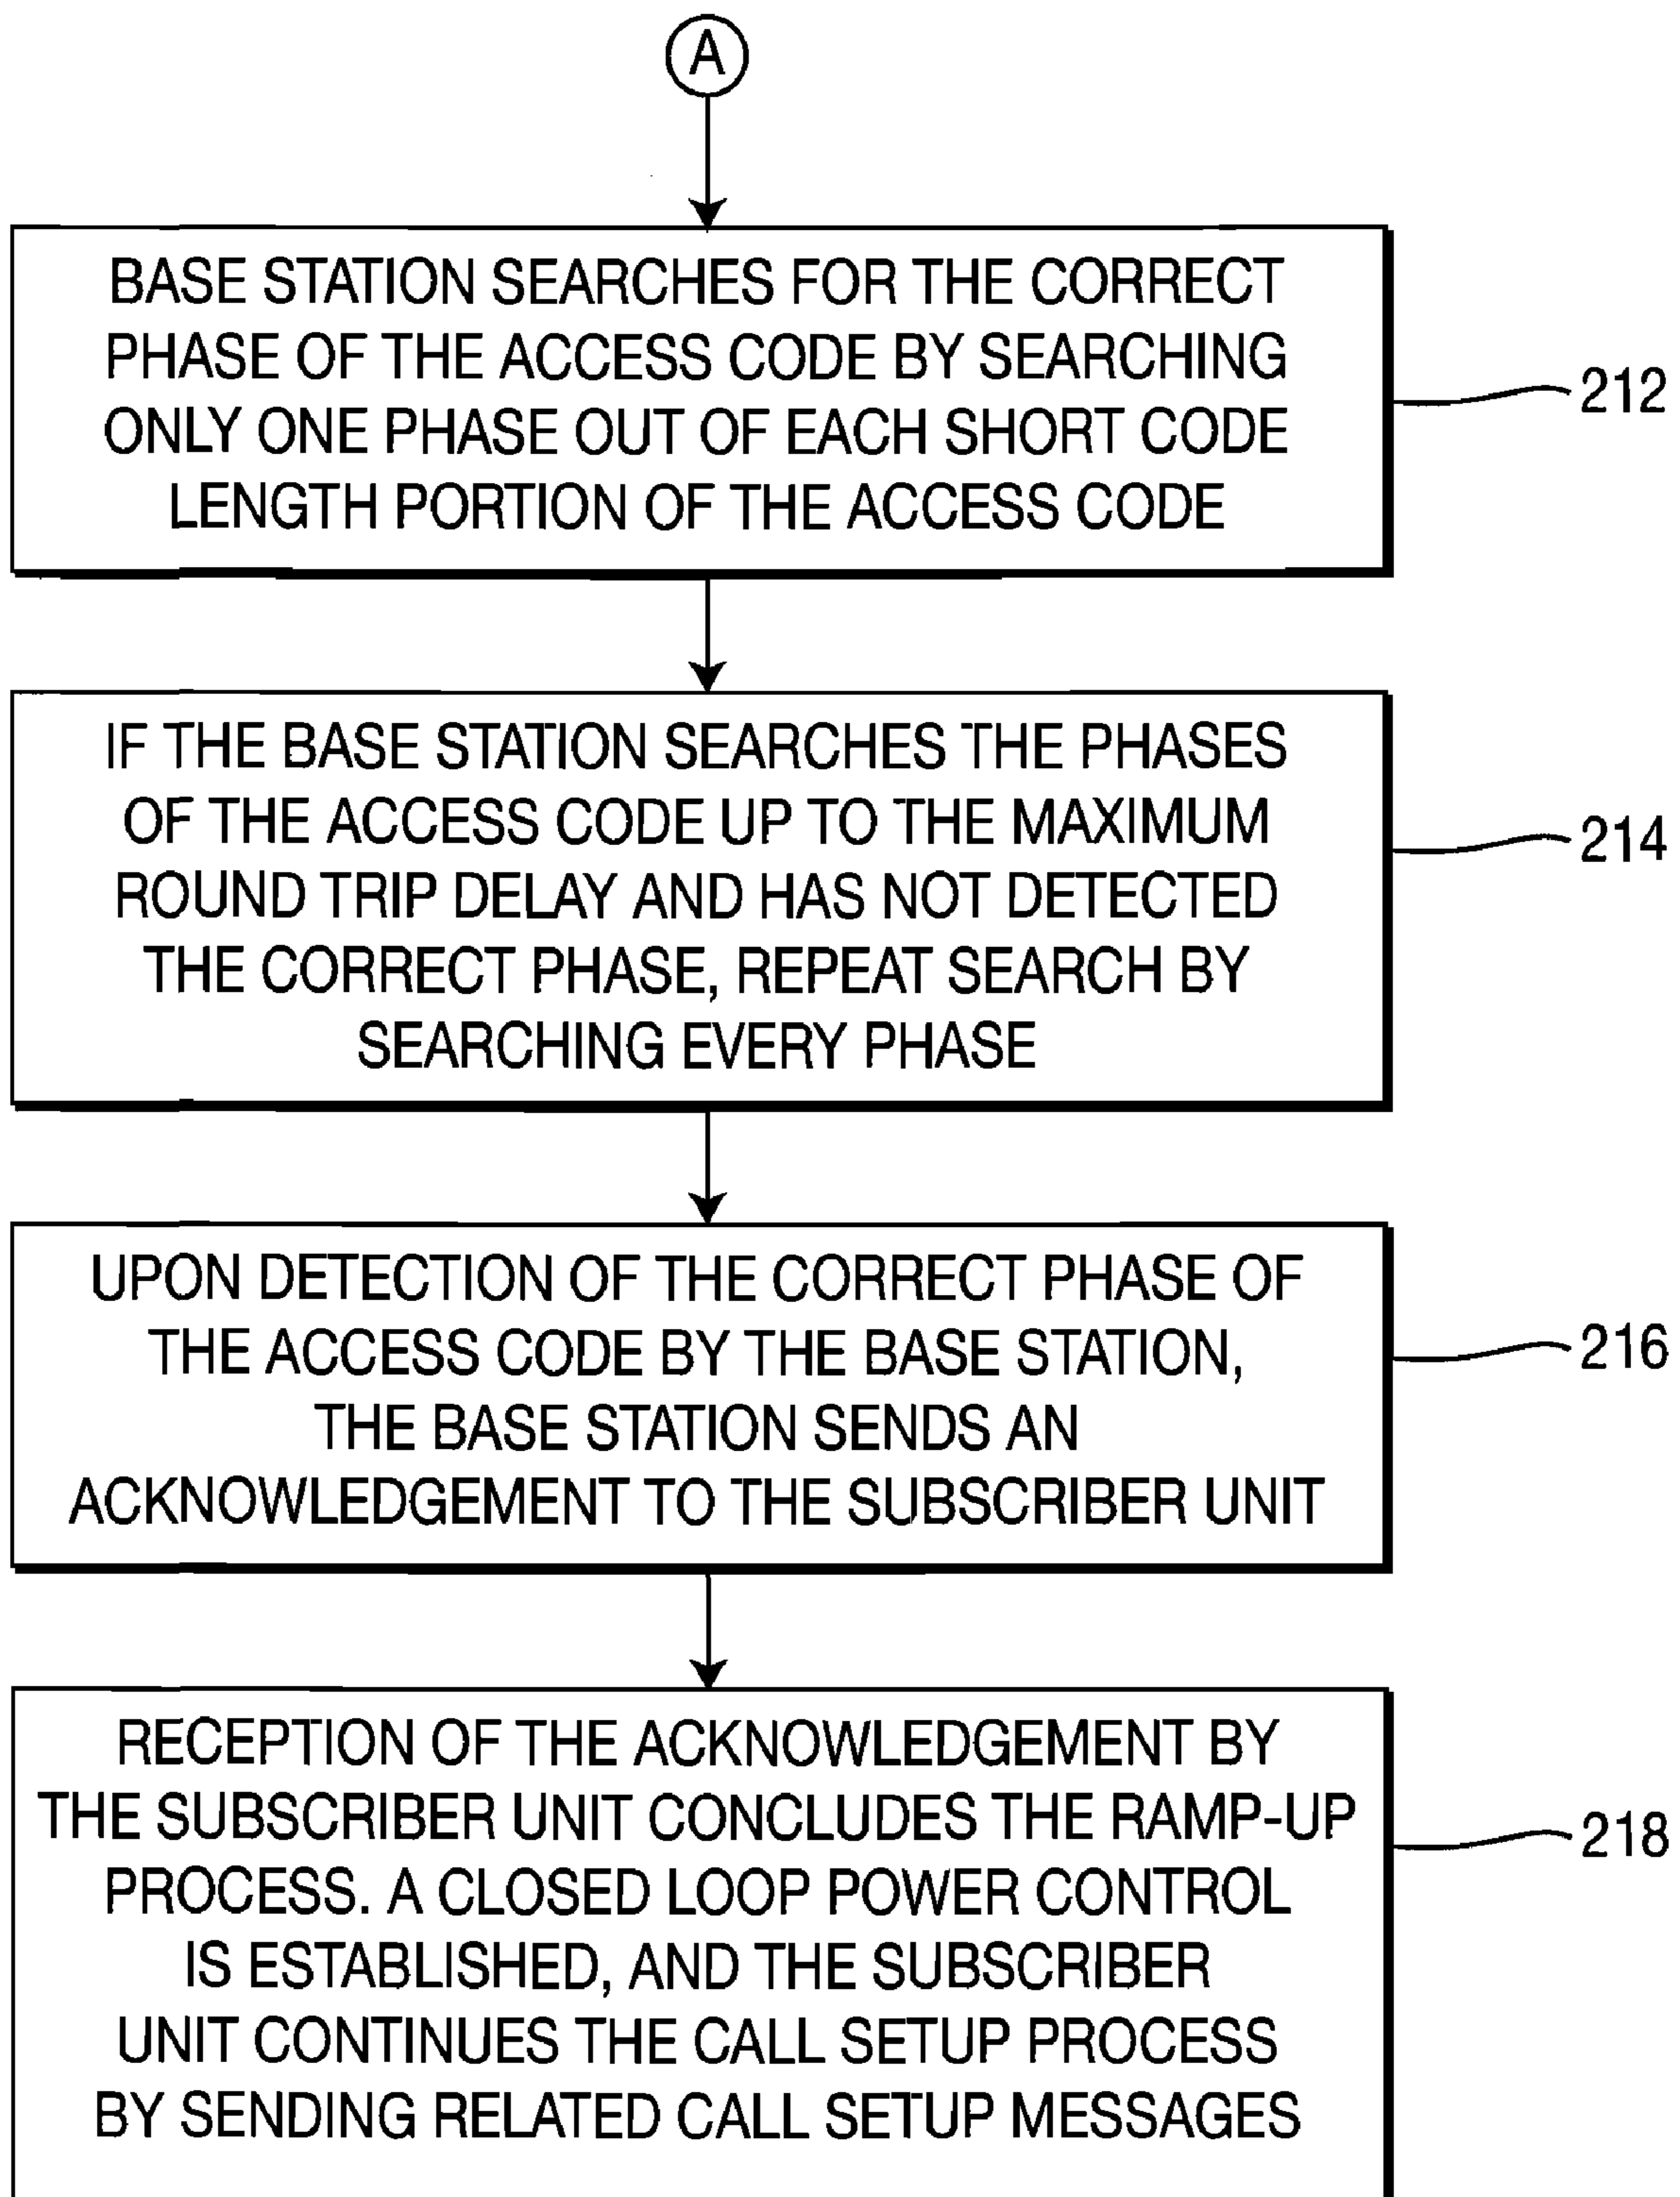 A
BASE STATION SEARCHES FOR THE CORRECT
PHASE OF THE ACCESS CODE BY SEARCHING
ONLY ONE PHASE OUT OF EACH SHORT CODE
LENGTH PORTION OF THE ACCESS CODE
212
IF THE BASE STATION SEARCHES THE PHASES
OF THE ACCESS CODE UP TO THE MAXIMUM
ROUND TRIP DELAY AND HAS NOT DETECTED
THE CORRECT PHASE, REPEAT SEARCH BY
SEARCHING EVERY PHASE
214
UPON DETECTION OF THE CORRECT PHASE OF
THE ACCESS CODE BY THE BASE STATION,
THE BASE STATION SENDS AN
ACKNOWLEDGEMENT TO THE SUBSCRIBER UNIT
216
RECEPTION OF THE ACKNOWLEDGEMENT BY
THE SUBSCRIBER UNIT CONCLUDES THE RAMP-UP
PROCESS. A CLOSED LOOP POWER CONTROL
IS ESTABLISHED, AND THE SUBSCRIBER
UNIT CONTINUES THE CALL SETUP PROCESS
BY SENDING RELATED CALL SETUP MESSAGES
218